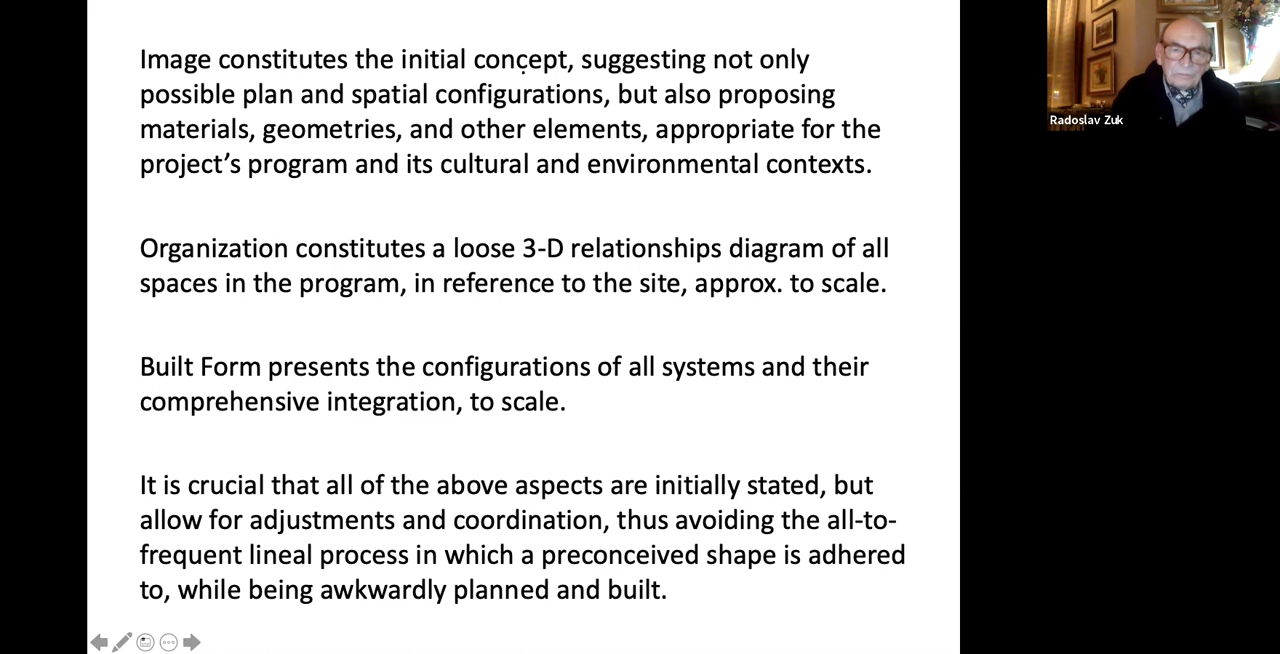 Image constitutes the initial concept, suggesting not only
possible plan and spatial configurations, but also proposing
materials, geometries, and other elements, appropriate for the
project’s program and its cultural and environmental contexts.
Organization constitutes a loose 3-D relationships diagram of all
spaces in the program, in reference to the site, approx. to scale.
Built Form presents the configurations of all systems and their
comprehensive integration, to scale.
It is crucial that all of the above aspects are initially stated, but
allow for adjustments and coordination, thus avoiding the all-to-
frequent lineal process in which a preconceived shape is adhered
to, while being awkwardly planned and built.
Radoslav Zuk